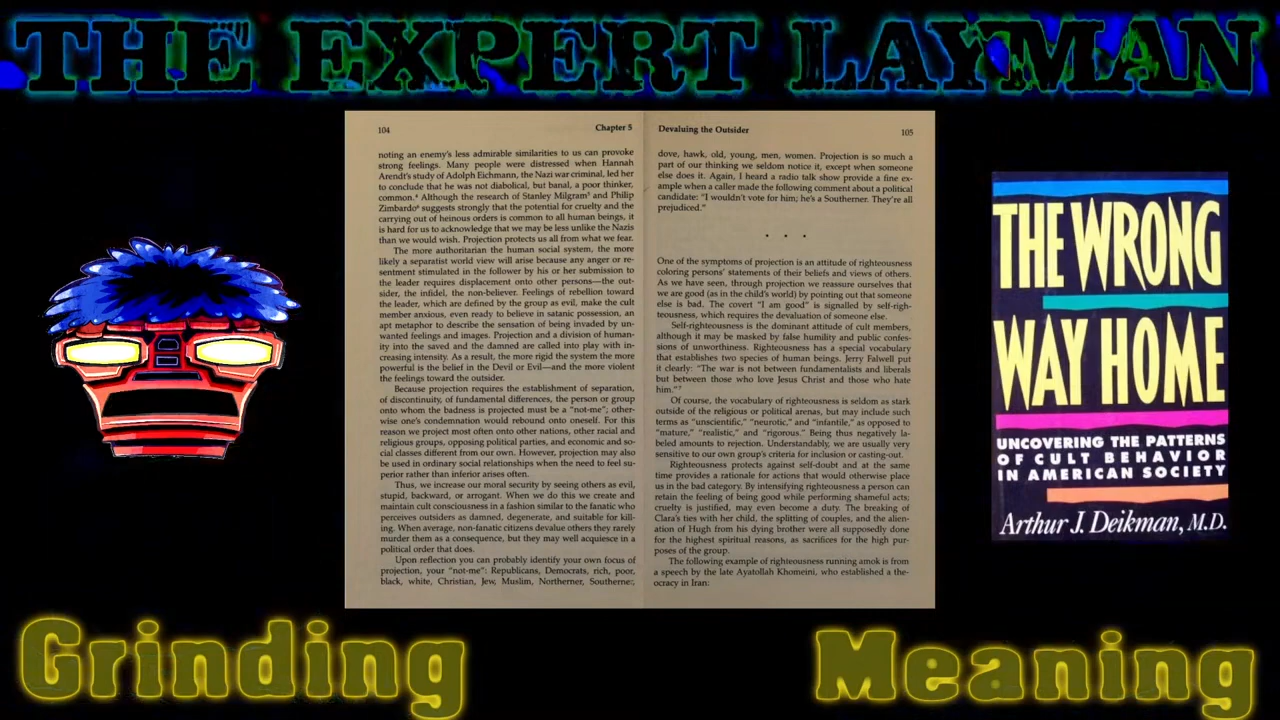 THE EXPERT LAYMAN
104
Chapter 5
noting an enemy's less admirable similarities to us can provoke
strong feelings. Many people were distressed when Hannah
Arendt's study of Adolph Eichmann, the Nazi war criminal, led her
to conclude that he was not diabolical, but banal, a poor thinker,
common.⁴ Although the research of Stanley Milgram⁵ and Philip
Zimbardo⁶ suggests strongly that the potential for cruelty and the
carrying out of heinous orders is common to all human beings, it
is hard for us to acknowledge that we may be less unlike the Nazis
than we would wish. Projection protects us all from what we fear.
The more authoritarian the human social system, the more
likely a separatist world view will arise because any anger or re-
sentment stimulated in the follower by his or her submission to
the leader requires displacement onto other persons—the out-
sider, the infidel, the non-believer. Feelings of rebellion toward
the leader, which are defined by the group as evil, make the cult
member anxious, even ready to believe in satanic possession, an
apt metaphor to describe the sensation of being invaded by un-
wanted feelings and images. Projection and a division of human-
ity into the saved and the damned are called into play with in-
creasing intensity. As a result, the more rigid the system the more
powerful is the belief in the Devil or Evil—and the more violent
the feelings toward the outsider.
Because projection requires the establishment of separation,
of discontinuity, of fundamental differences, the person or group
onto whom the badness is projected must be a "not-me"; other-
wise one's condemnation would rebound onto oneself. For this
reason we project most often onto other nations, other racial and
religious groups, opposing political parties, and economic and so-
cial classes different from our own. However, projection may also
be used in ordinary social relationships when the need to feel su-
perior rather than inferior arises often.
Thus, we increase our moral security by seeing others as evil,
stupid, backward, or arrogant. When we do this we create and
maintain cult consciousness in a fashion similar to the fanatic who
perceives outsiders as damned, degenerate, and suitable for kill-
ing. When average, non-fanatic citizens devalue others they rarely
murder them as a consequence, but they may well acquiesce in a
political order that does.
Upon reflection you can probably identify your own focus of
projection, your "not-me": Republicans, Democrats, rich, poor,
black, white, Christian, Jew, Muslim, Northerner, Southerner,
Devaluing the Outsider
105
dove, hawk, old, young, men, women. Projection is so much a
part of our thinking we seldom notice it, except when someone
else does it. Again, I heard a radio talk show provide a fine ex-
ample when a caller made the following comment about a political
candidate: "I wouldn't vote for him; he's a Southerner. They're all
prejudiced."
• • •
One of the symptoms of projection is an attitude of righteousness
coloring persons' statements of their beliefs and views of others.
As we have seen, through projection we reassure ourselves that
we are good (as in the child's world) by pointing out that someone
else is bad. The covert "I am good" is signalled by self-righ-
teousness, which requires the devaluation of someone else.
Self-righteousness is the dominant attitude of cult members,
although it may be masked by false humility and public confes-
sions of unworthiness. Righteousness has a special vocabulary
that establishes two species of human beings. Jerry Falwell put
it clearly: "The war is not between fundamentalists and liberals
but between those who love Jesus Christ and those who hate
him."⁷
Of course, the vocabulary of righteousness is seldom as stark
outside of the religious or political arenas, but may include such
terms as "unscientific," "neurotic," and "infantile," as opposed to
"mature," "realistic," and "rigorous." Being thus negatively la-
beled amounts to rejection. Understandably, we are usually very
sensitive to our own group's criteria for inclusion or casting-out.
Righteousness protects against self-doubt and at the same
time provides a rationale for actions that would otherwise place
us in the bad category. By intensifying righteousness a person can
retain the feeling of being good while performing shameful acts;
cruelty is justified, may even become a duty. The breaking of
Clara's ties with her child, the splitting of couples, and the alien-
ation of Hugh from his dying brother were all supposedly done
for the highest spiritual reasons, as sacrifices for the high pur-
poses of the group.
The following example of righteousness running amok is from
a speech by the late Ayatollah Khomeini, who established a the-
ocracy in Iran:
THE WRONG
WAY HOME
UNCOVERING THE PATTERNS
OF CULT BEHAVIOR
IN AMERICAN SOCIETY
Arthur J. Deikman, M.D.
Grinding
Meaning